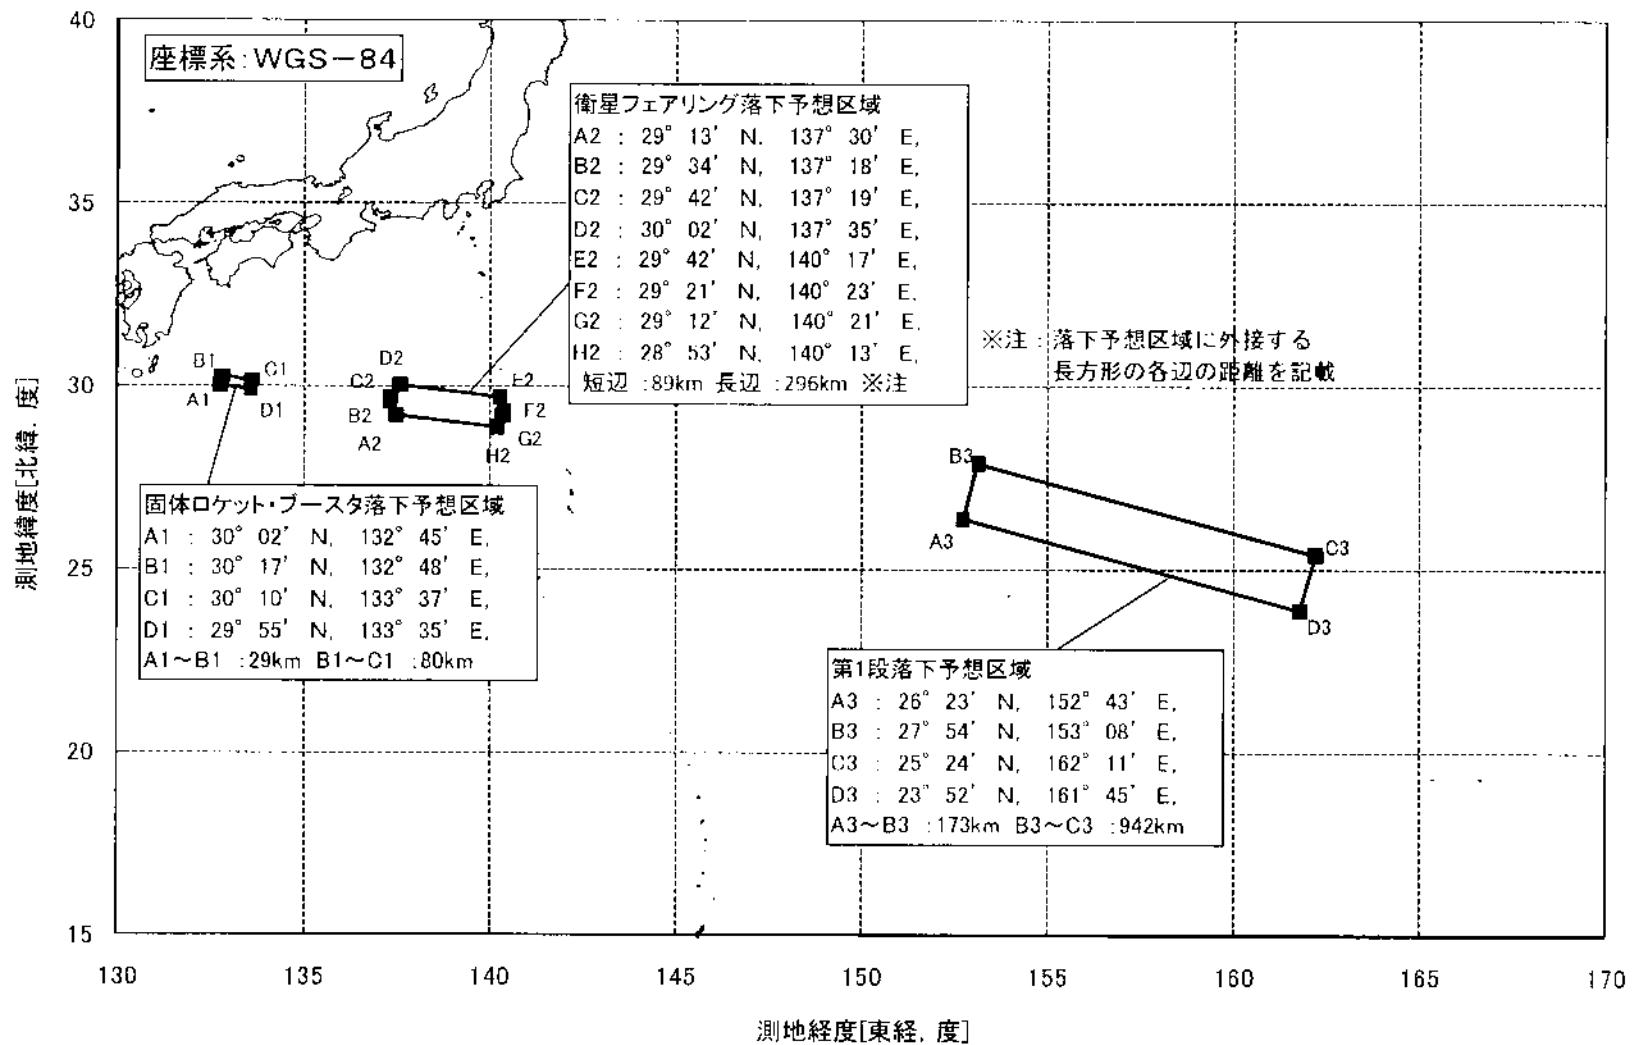 座標系:WGS-84
衛星フェアリング落下予想区域
A2 : 29° 13' N. 137° 30' E,
B2 : 29° 34' N, 137° 18' E,
C2 : 29° 42' N, 137° 19' E,
D2 : 30° 02' N, 137° 35' E,
E2 : 29° 42' N, 140° 17' E,
F2 : 29° 21' N, 140° 23' E,
G2 : 29° 12' N, 140° 21' E,
H2 : 28° 53' N, 140° 13' E,
短辺 :89km 長辺 :296km ※注
※注 : 落下予想区域に外接する
長方形の各辺の距離を記載
固体ロケット・ブースタ落下予想区域
A1 : 30° 02' N, 132° 45' E,
B1 : 30° 17' N, 132° 48' E,
C1 : 30° 10' N, 133° 37' E,
D1 : 29° 55' N, 133° 35' E,
A1~B1 :29km B1~C1 :80km
第1段落下予想区域
A3 : 26° 23' N, 152° 43' E,
B3 : 27° 54' N, 153° 08' E,
C3 : 25° 24' N, 162° 11' E,
D3 : 23° 52' N, 161° 45' E,
A3~B3 :173km B3~C3 :942km
B1
C1
A1
D1
D2
C2
E2
B2
F2
A2
G2
H2
B3
A3
C3
D3
40
35
30
25
20
15
130
135
140
145
150
155
160
165
170
測地緯度[北緯, 度]
測地経度[東経, 度]